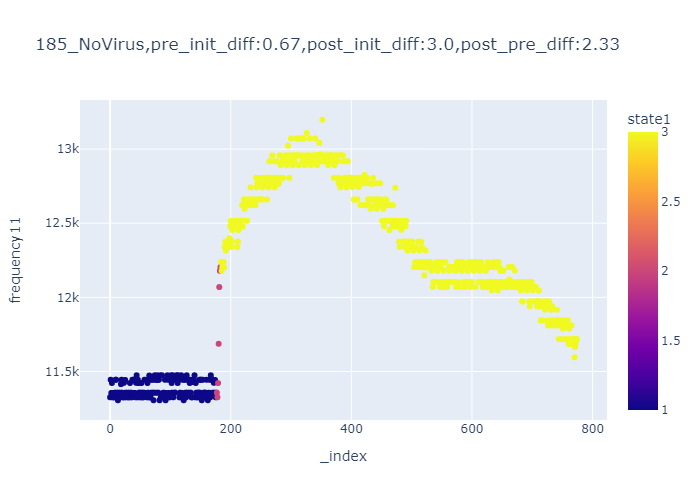 185_NoVirus,pre_init_diff:0.67,post_init_diff:3.0,post_pre_diff:2.33
state1
3
2.5
2
1.5
1
13k
12.5k
12k
11.5k
frequency11
0
200
400
600
800
_index